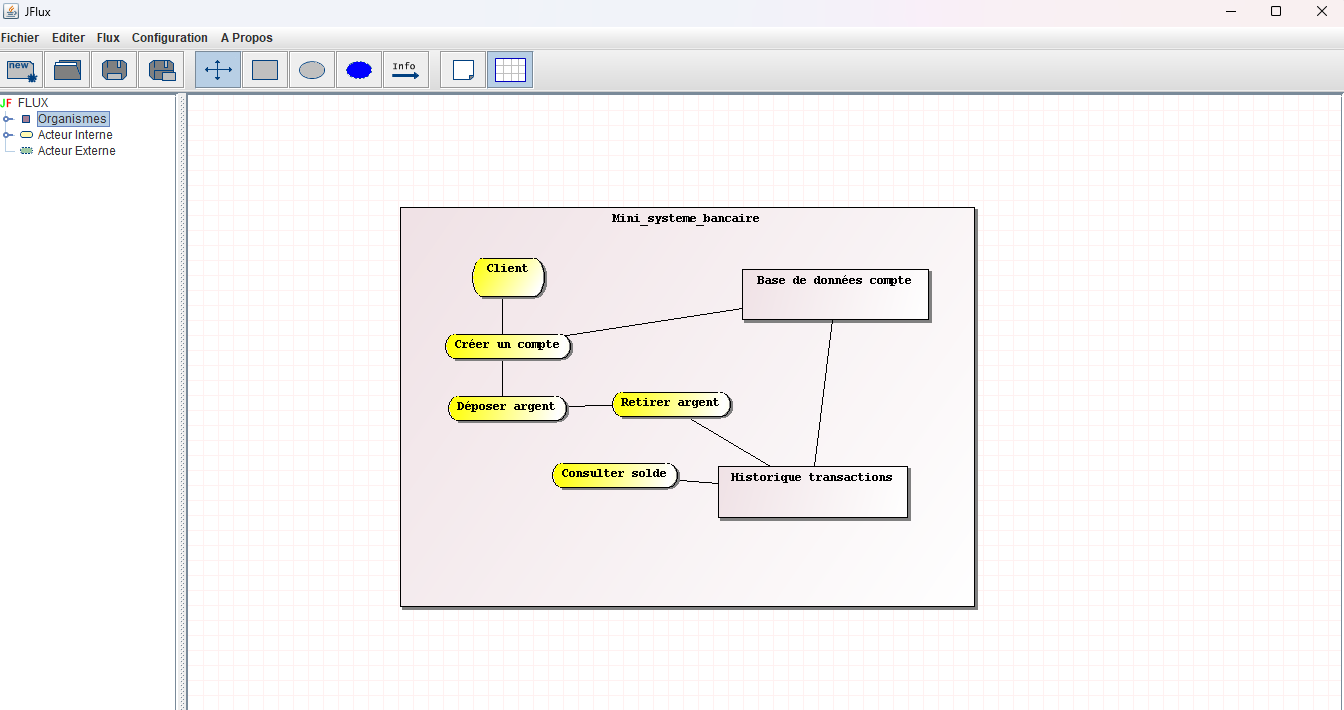 JFlux
Fichier Editer Flux Configuration A Propos
new
Info
JF FLUX
Organismes
Acteur Interne
Acteur Externe
Mini_systeme_bancaire
Client
Base de données compte
Créer un compte
Déposer argent
Retirer argent
Consulter solde
Historique transactions